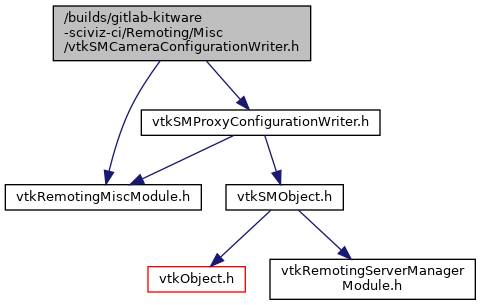 /builds/gitlab-kitware
-sciviz-ci/Remoting/Misc
/vtkSMCameraConfigurationWriter.h
vtkSMProxyConfigurationWriter.h
vtkRemotingMiscModule.h
vtkSMObject.h
vtkObject.h
vtkRemotingServerManager
Module.h